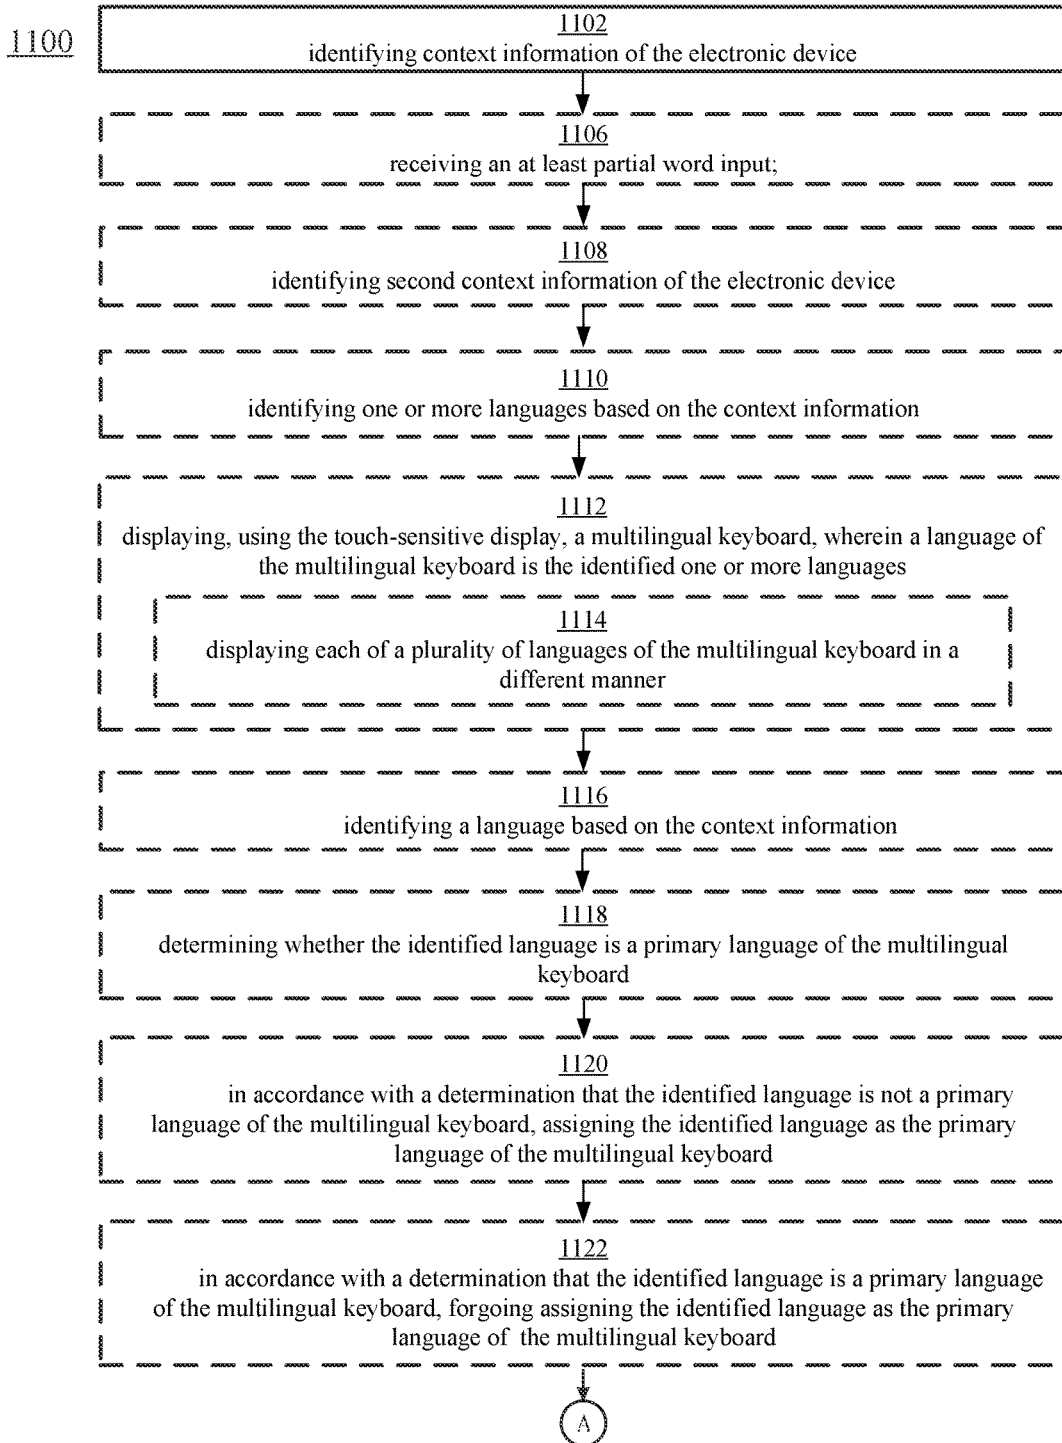 1100
1102
identifying context information of the electronic device
1106
receiving an at least partial word input;
1108
identifying second context information of the electronic device
1110
identifying one or more languages based on the context information
1112
displaying, using the touch-sensitive display, a multilingual keyboard, wherein a language of
the multilingual keyboard is the identified one or more languages
1114
displaying each of a plurality of languages of the multilingual keyboard in a
different manner
1116
identifying a language based on the context information
1118
determining whether the identified language is a primary language of the multilingual
keyboard
1120
in accordance with a determination that the identified language is not a primary
language of the multilingual keyboard, assigning the identified language as the primary
language of the multilingual keyboard
1122
in accordance with a determination that the identified language is a primary language
of the multilingual keyboard, forgoing assigning the identified language as the primary
language of the multilingual keyboard
A